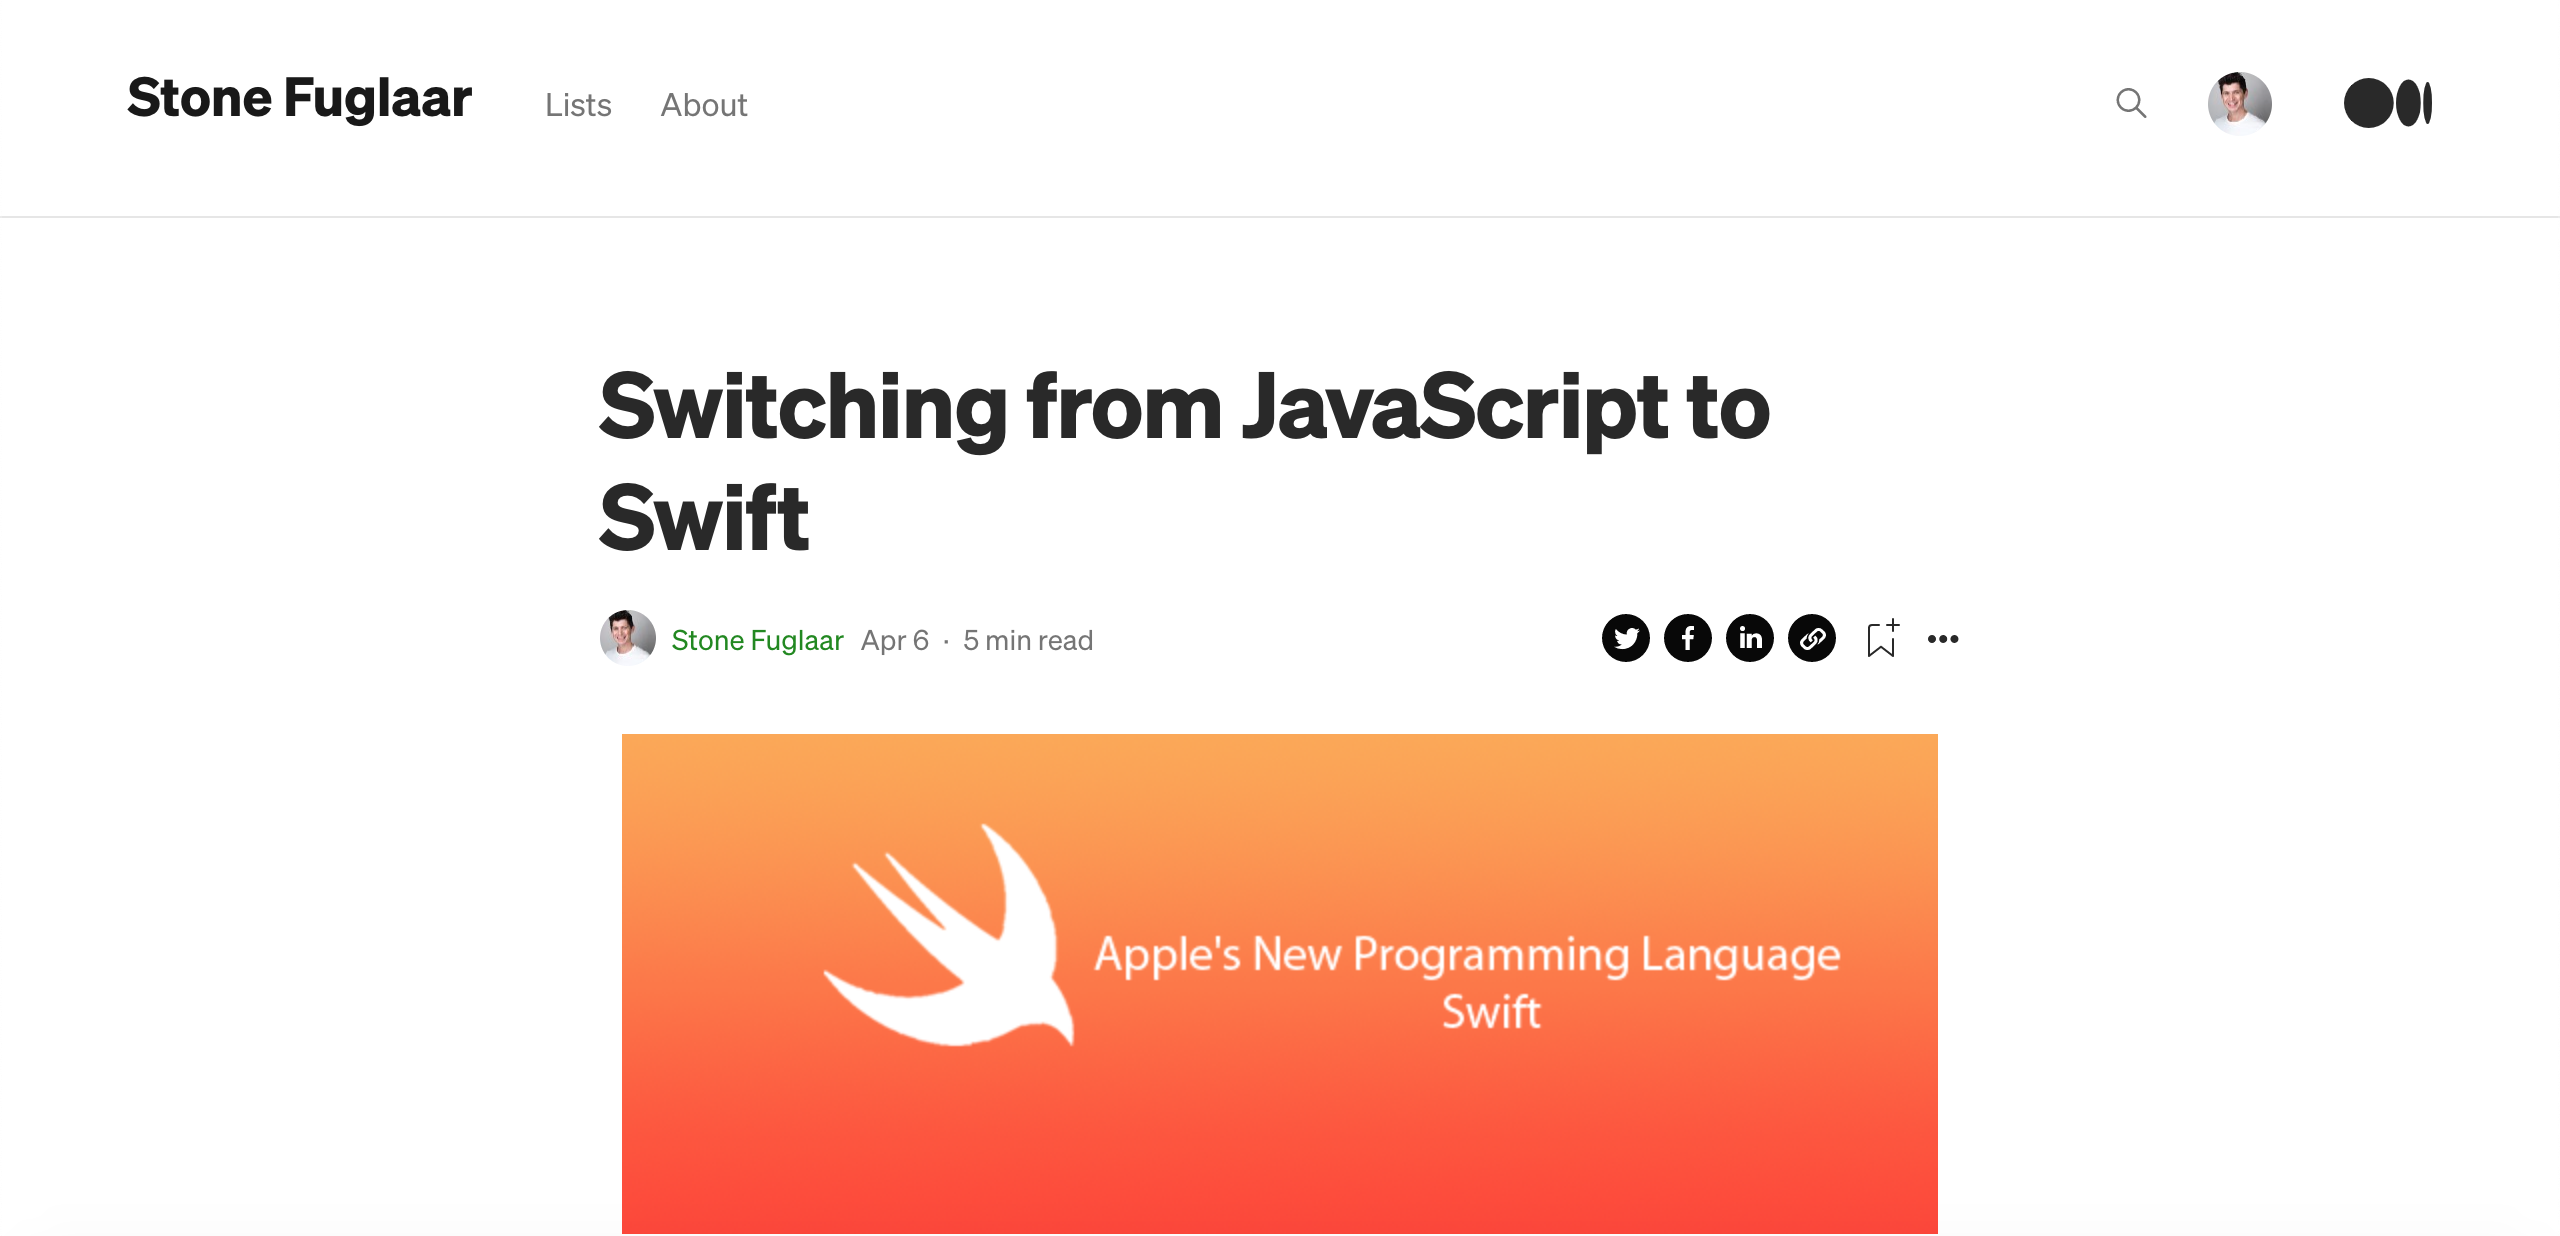 Stone Fuglaar
Lists
About
Switching from JavaScript to
Swift
Stone Fuglaar Apr 6 · 5 min read
Apple's New Programming Language
Swift